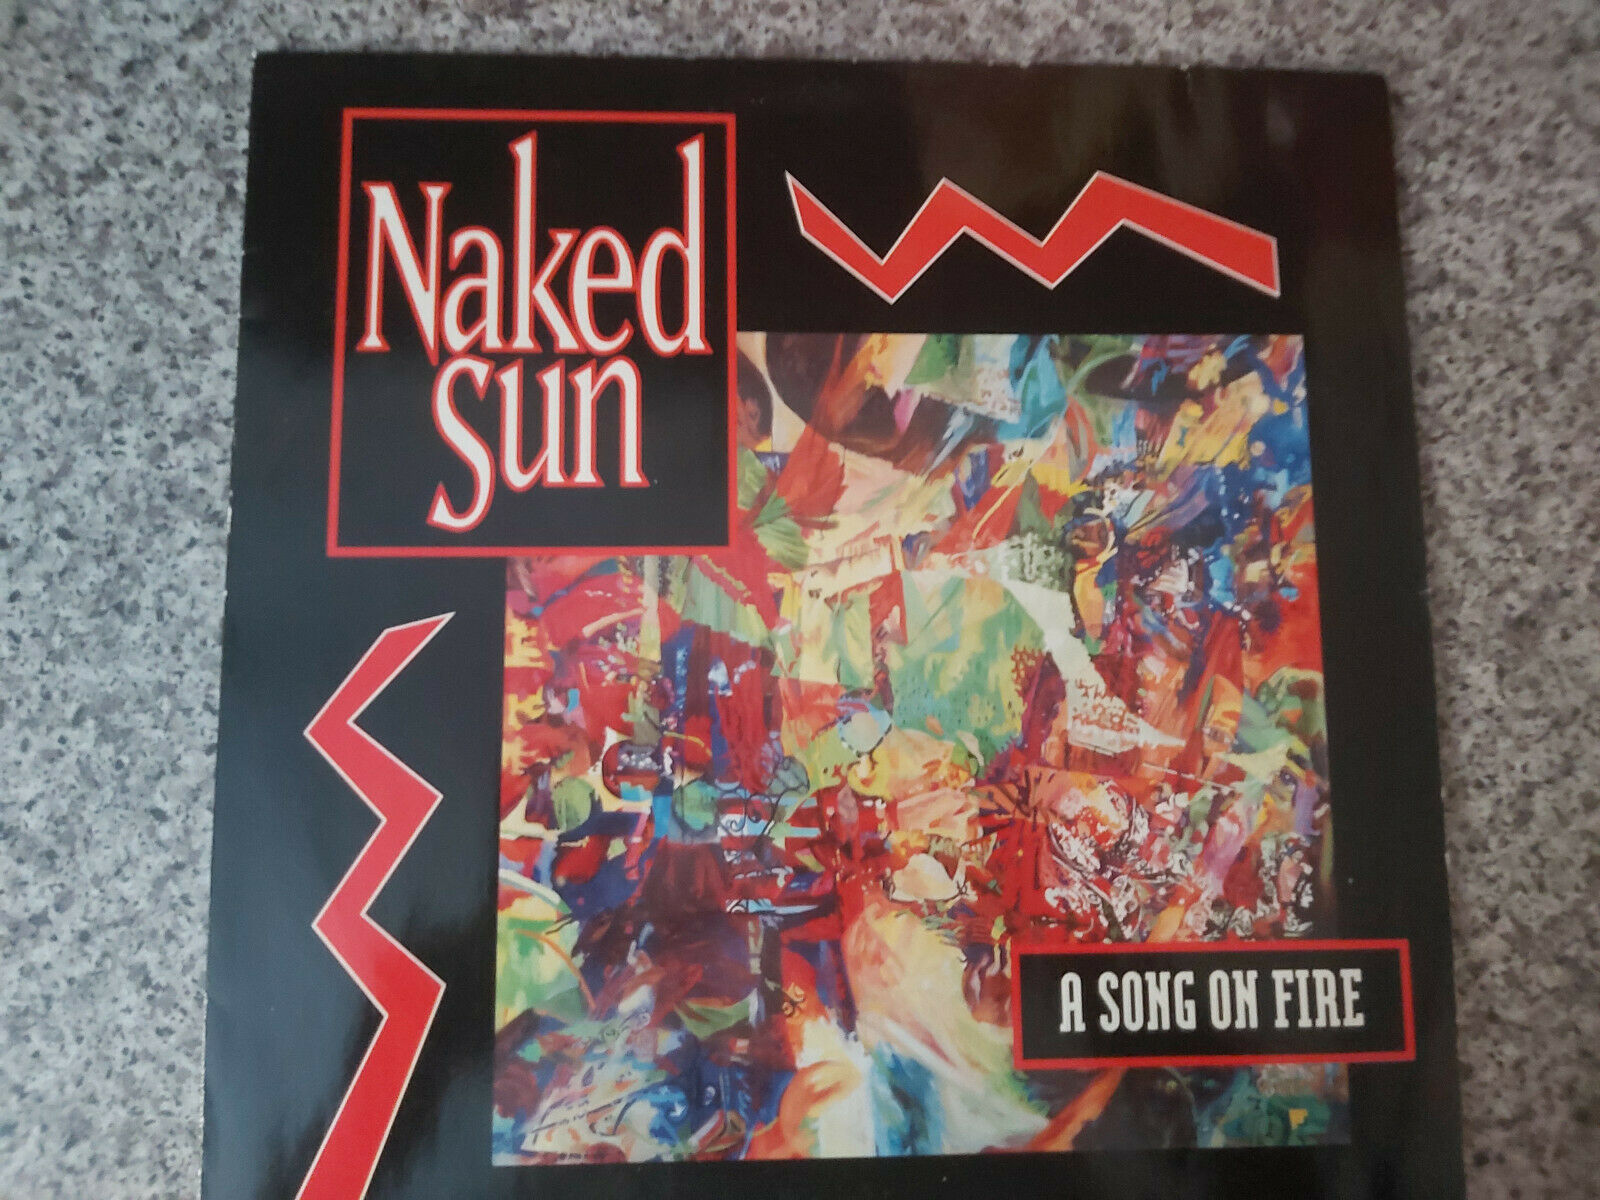 Naked
Sun
A SONG ON FIRE